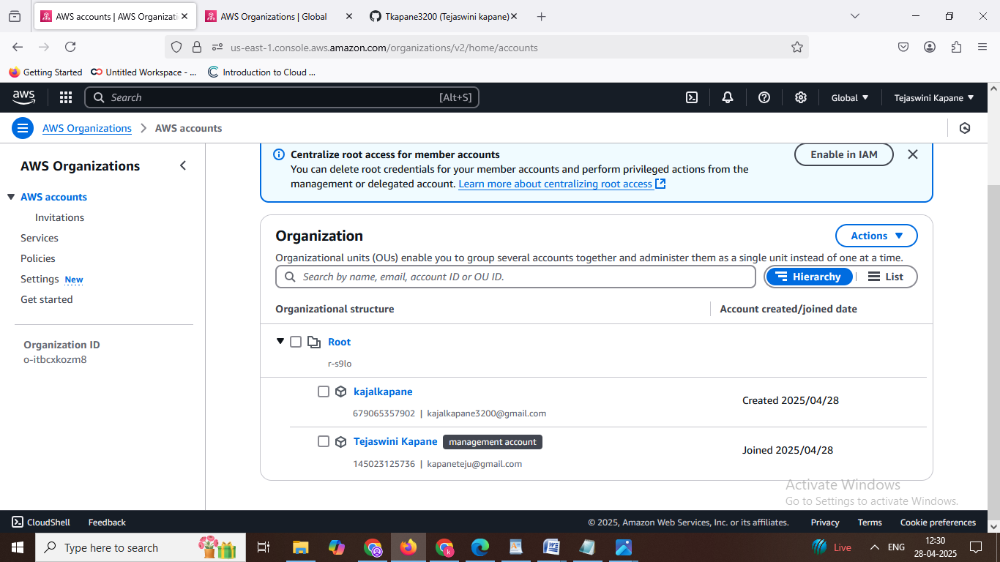 AWS accounts | AWS Organizati
AWS Organizations | Global
Tkapane3200 (Tejaswini kapane)
us-east-1.console.aws.amazon.com/organizations/v2/home/accounts
Getting Started
Untitled Workspace - ...
Introduction to Cloud ...
aws
Search
[Alt+S]
Global
Tejaswini Kapane
AWS Organizations
AWS accounts
AWS Organizations
AWS accounts
Invitations
Services
Policies
Settings New
Get started
Organization ID
o-itbcxkozm8
Centralize root access for member accounts
You can delete root credentials for your member accounts and perform privileged actions from the
management or delegated account. Learn more about centralizing root access
Enable in IAM
Organization
Actions
Organizational units (OUs) enable you to group several accounts together and administer them as a single unit instead of one at a time.
Search by name, email, account ID or OU ID.
Hierarchy
List
Organizational structure
Account created/joined date
Root
r-s9lo
kajalkapane
679065357902 | kajalkapane3200@gmail.com
Created 2025/04/28
Tejaswini Kapane management account
145023125736 | kapaneteju@gmail.com
Joined 2025/04/28
Activate Windows
Go to Settings to activate Windows.
CloudShell
Feedback
© 2025, Amazon Web Services, Inc. or its affiliates.
Privacy
Terms
Cookie preferences
Type here to search
Live
ENG
12:30
28-04-2025